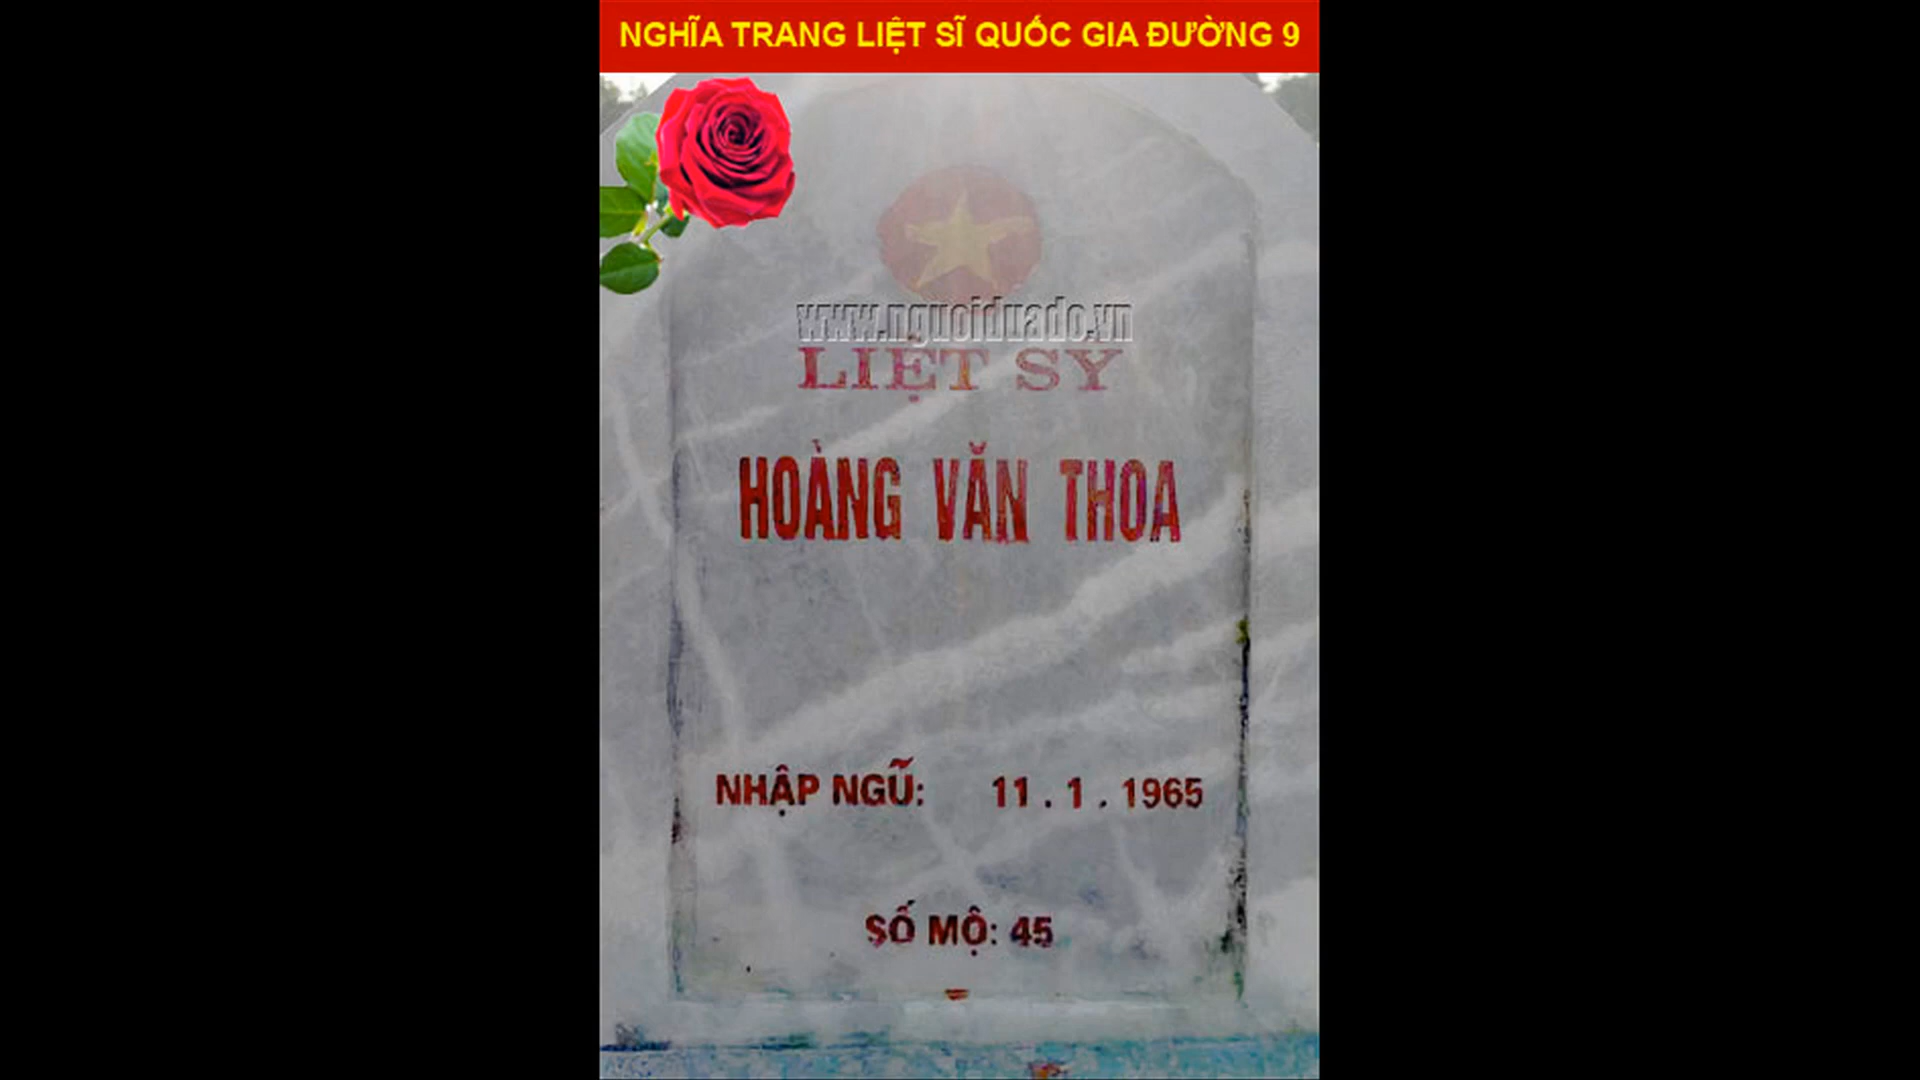 NGHĨA TRANG LIỆT SĨ QUỐC GIA ĐƯỜNG 9
www.nguoiduado.vn
LIỆT SY
HOÀNG VĂN THOA
NHẬP NGŨ: 11.1.1965
SỐ MỘ: 45